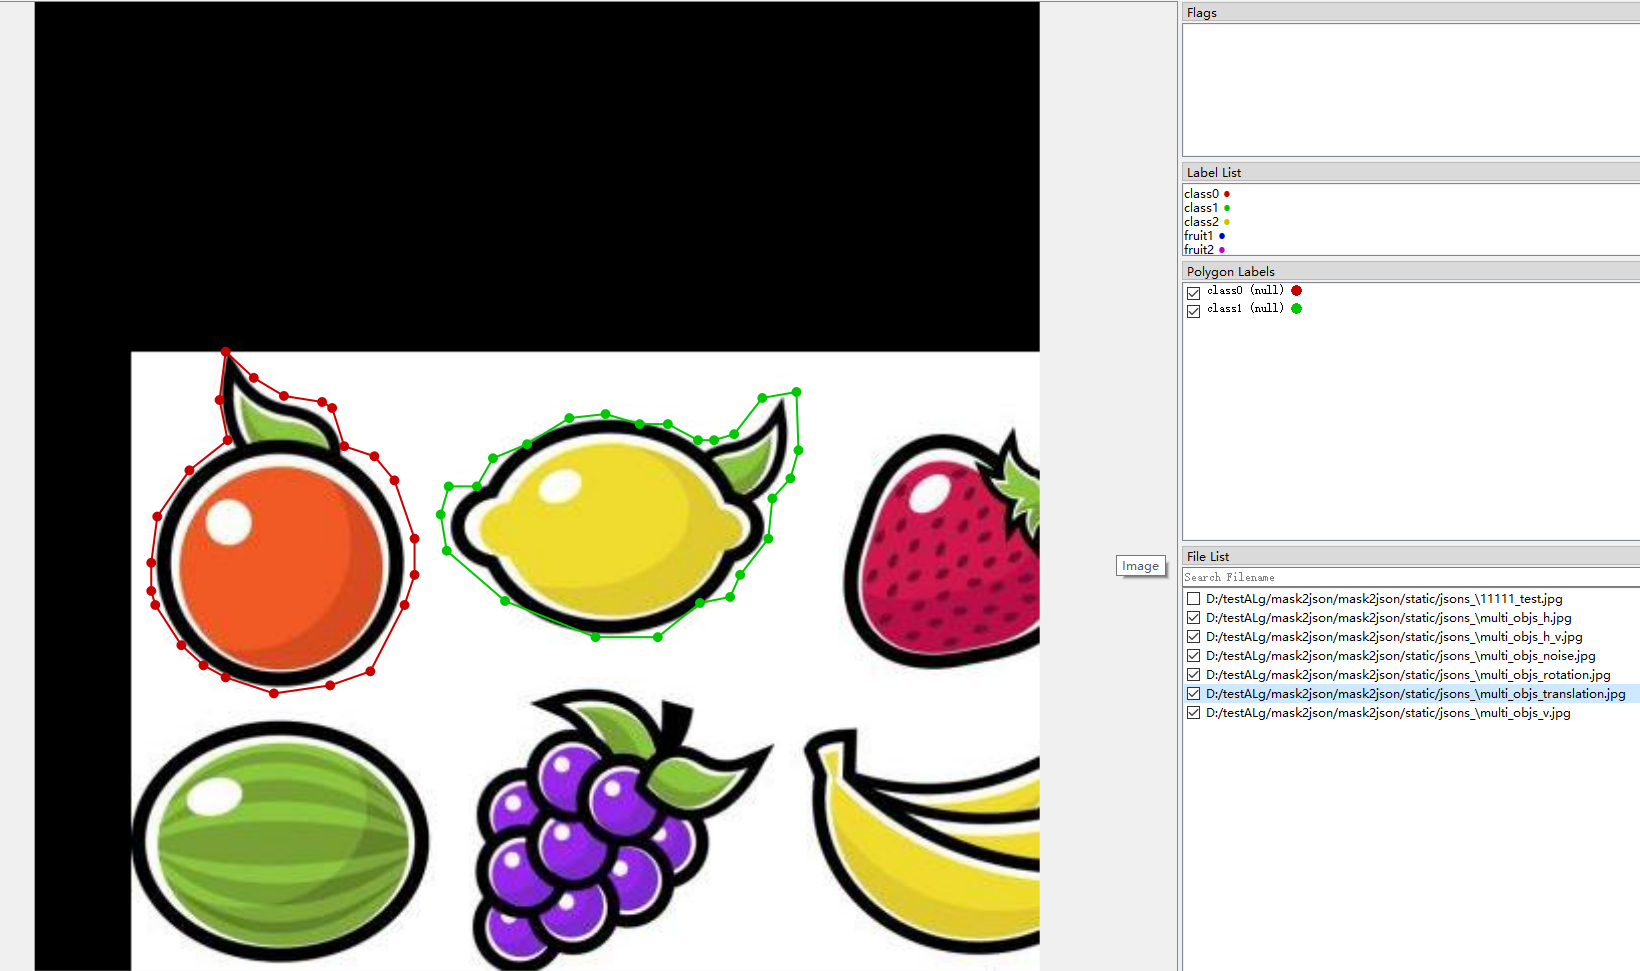 Flags
Label List
class0
class1
class2
fruit1
fruit2
Polygon Labels
class0 (null)
class1 (null)
Image
File List
Search Filename
D:/testALg/mask2json/mask2json/static/jsons_\11111_test.jpg
D:/testALg/mask2json/mask2json/static/jsons_\multi_objs_h.jpg
D:/testALg/mask2json/mask2json/static/jsons_\multi_objs_h_v.jpg
D:/testALg/mask2json/mask2json/static/jsons_\multi_objs_noise.jpg
D:/testALg/mask2json/mask2json/static/jsons_\multi_objs_rotation.jpg
D:/testALg/mask2json/mask2json/static/jsons_\multi_objs_translation.jpg
D:/testALg/mask2json/mask2json/static/jsons_\multi_objs_v.jpg